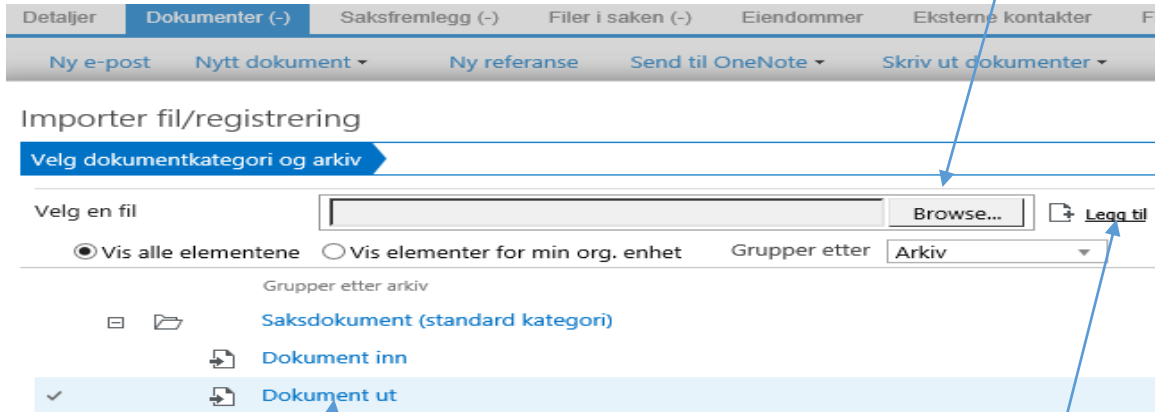 Detaljer Dokumenter (-) Saksfremlegg (-) Filer i saken (-) Eiendommer Eksterne kontakter F
Ny e-post Nytt dokument Ny referanse Send til OneNote Skriv ut dokumenter
Importer fil/registrering
Velg dokumentkategori og arkiv
Velg en fil Browse... Legg til
Vis alle elementene Vis elementer for min org. enhet Grupper etter Arkiv
Grupper etter arkiv
Saksdokument (standard kategori)
Dokument inn
Dokument ut